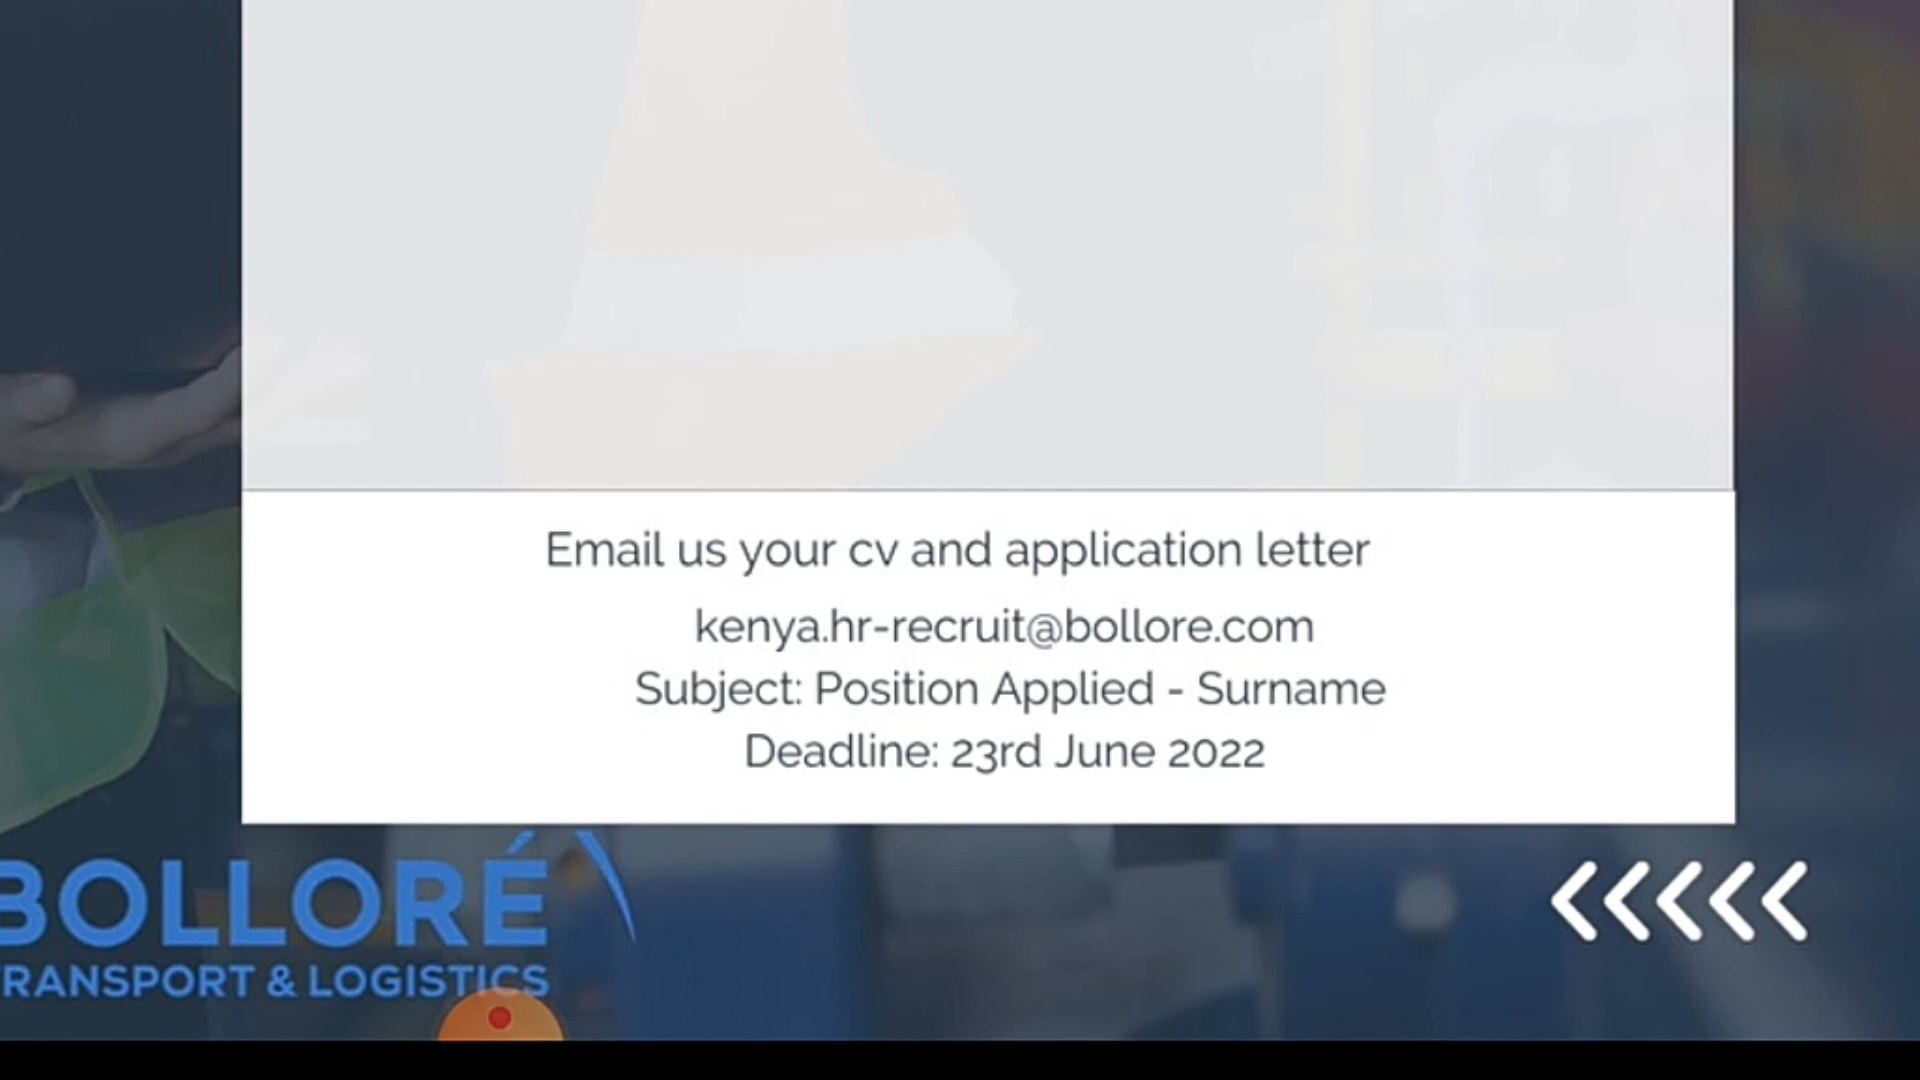 Email us your cv and application letter
kenya.hr-recruit@bollore.com
Subject: Position Applied - Surname
Deadline: 23rd June 2022
BOLLORÉ
TRANSPORT & LOGISTICS